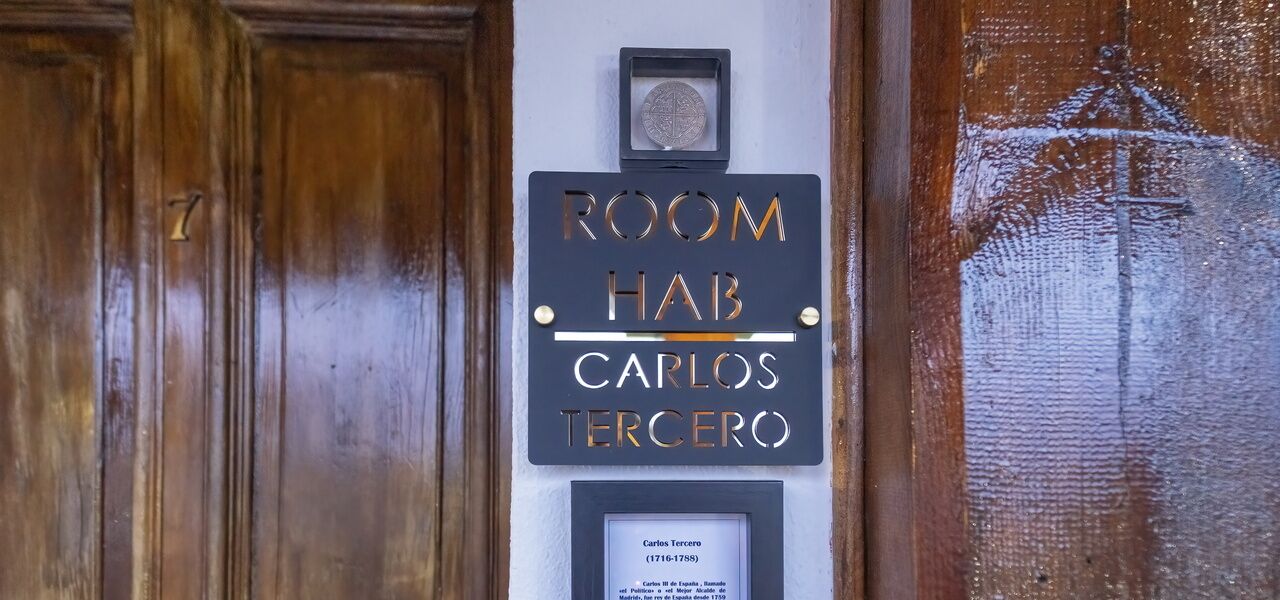 7
ROOM
HAB
CARLOS
TERCERO
Carlos Tercero
(1716-1788)
Carlos III de España , llamado
«el Político» o «el Mejor Alcalde de
Madrid», fue rey de España desde 1759